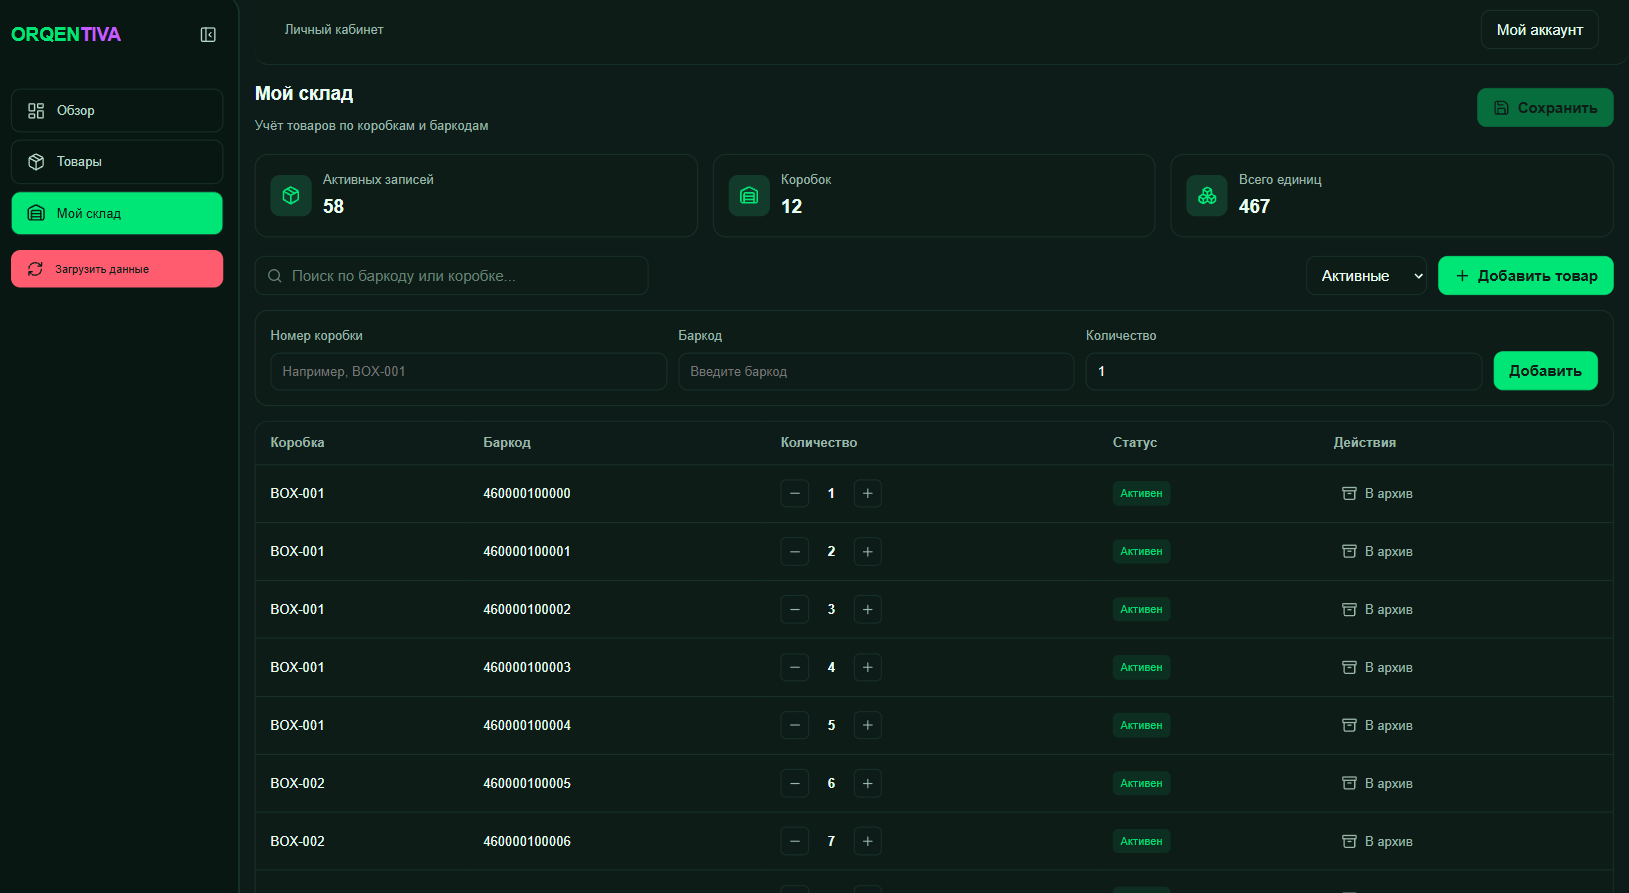 ORQENTIVA
Личный кабинет
Мой аккаунт
Обзор
Товары
Мой склад
Загрузить данные
Мой склад
Учёт товаров по коробкам и баркодам
Сохранить
Активных записей
58
Коробок
12
Всего единиц
467
Поиск по баркоду или коробке...
Активные
+ Добавить товар
Номер коробки
Баркод
Количество
Например, BOX-001
Введите баркод
1
Добавить
Коробка Баркод Количество Статус Действия
BOX-001 460000100000 − 1 + Активен В архив
BOX-001 460000100001 − 2 + Активен В архив
BOX-001 460000100002 − 3 + Активен В архив
BOX-001 460000100003 − 4 + Активен В архив
BOX-001 460000100004 − 5 + Активен В архив
BOX-002 460000100005 − 6 + Активен В архив
BOX-002 460000100006 − 7 + Активен В архив